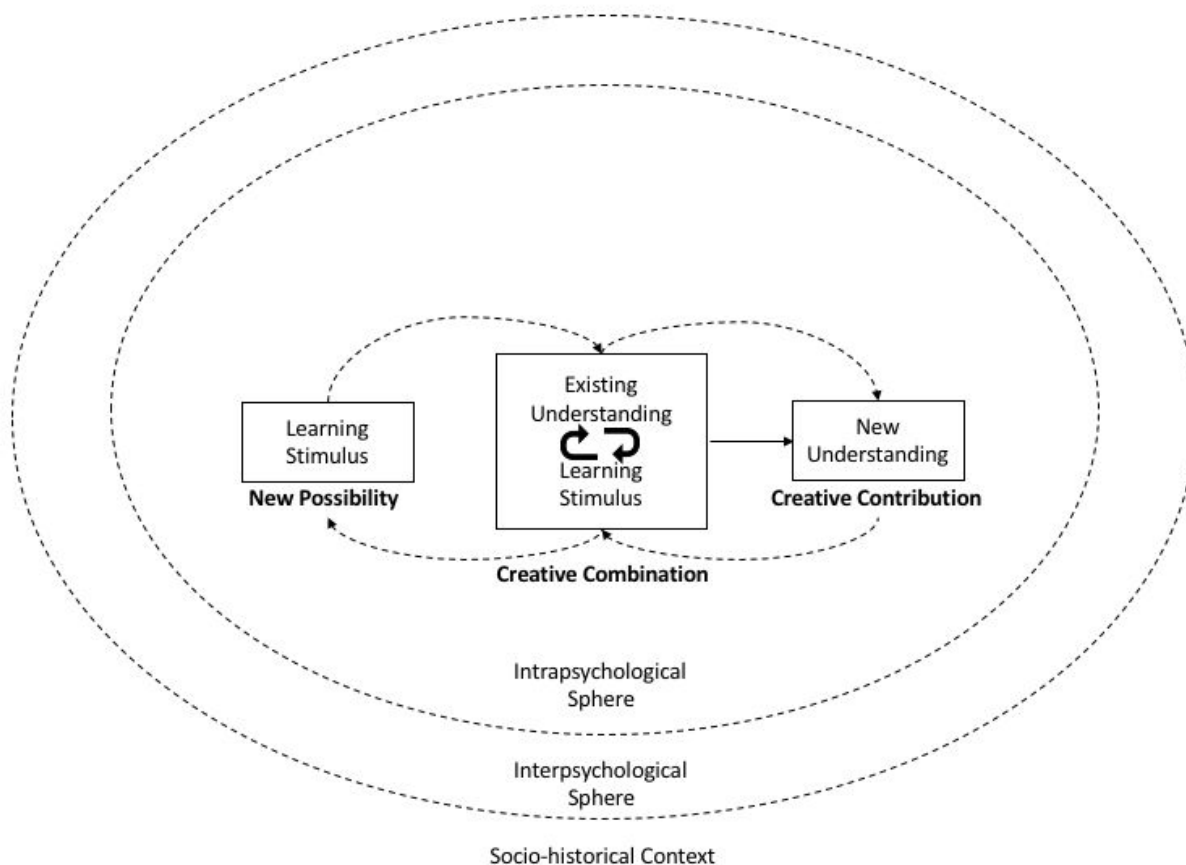 Learning
Stimulus
New Possibility
Existing
Understanding
Learning
Stimulus
Creative Combination
New
Understanding
Creative Contribution
Intrapsychological
Sphere
Interpsychological
Sphere
Socio-historical Context